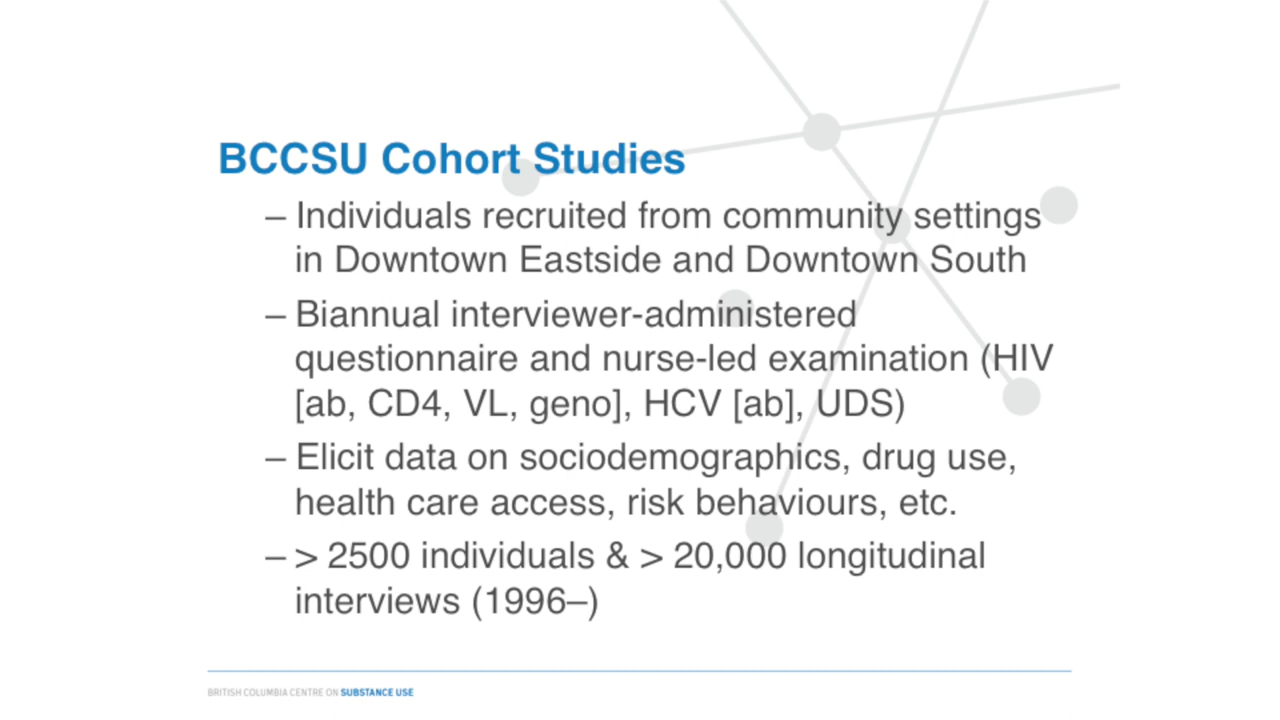 BCCSU Cohort Studies
– Individuals recruited from community settings
in Downtown Eastside and Downtown South
– Biannual interviewer-administered
questionnaire and nurse-led examination (HIV
[ab, CD4, VL, geno], HCV [ab], UDS)
– Elicit data on sociodemographics, drug use,
health care access, risk behaviours, etc.
– > 2500 individuals & > 20,000 longitudinal
interviews (1996–)
BRITISH COLUMBIA CENTRE ON SUBSTANCE USE